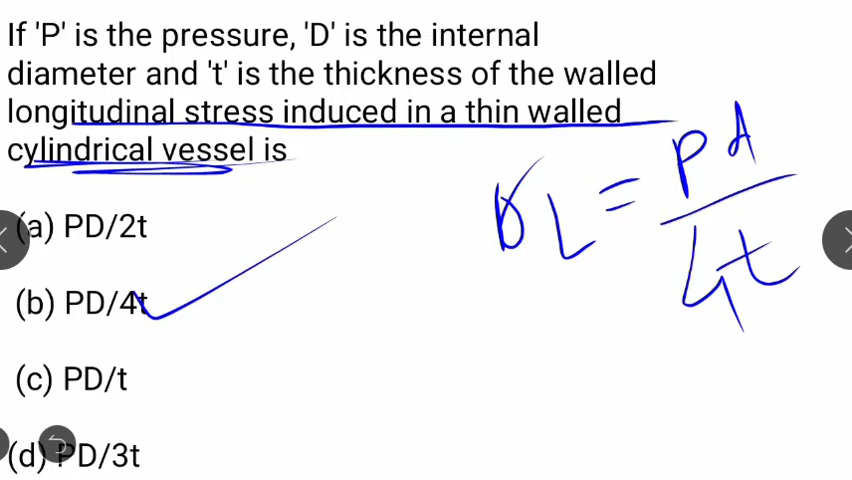 If 'P' is the pressure, 'D' is the internal
diameter and 't' is the thickness of the walled
longitudinal stress induced in a thin walled
cylindrical vessel is
σL = Pd/4t
(a) PD/2t
(b) PD/4t
(c) PD/t
(d) PD/3t